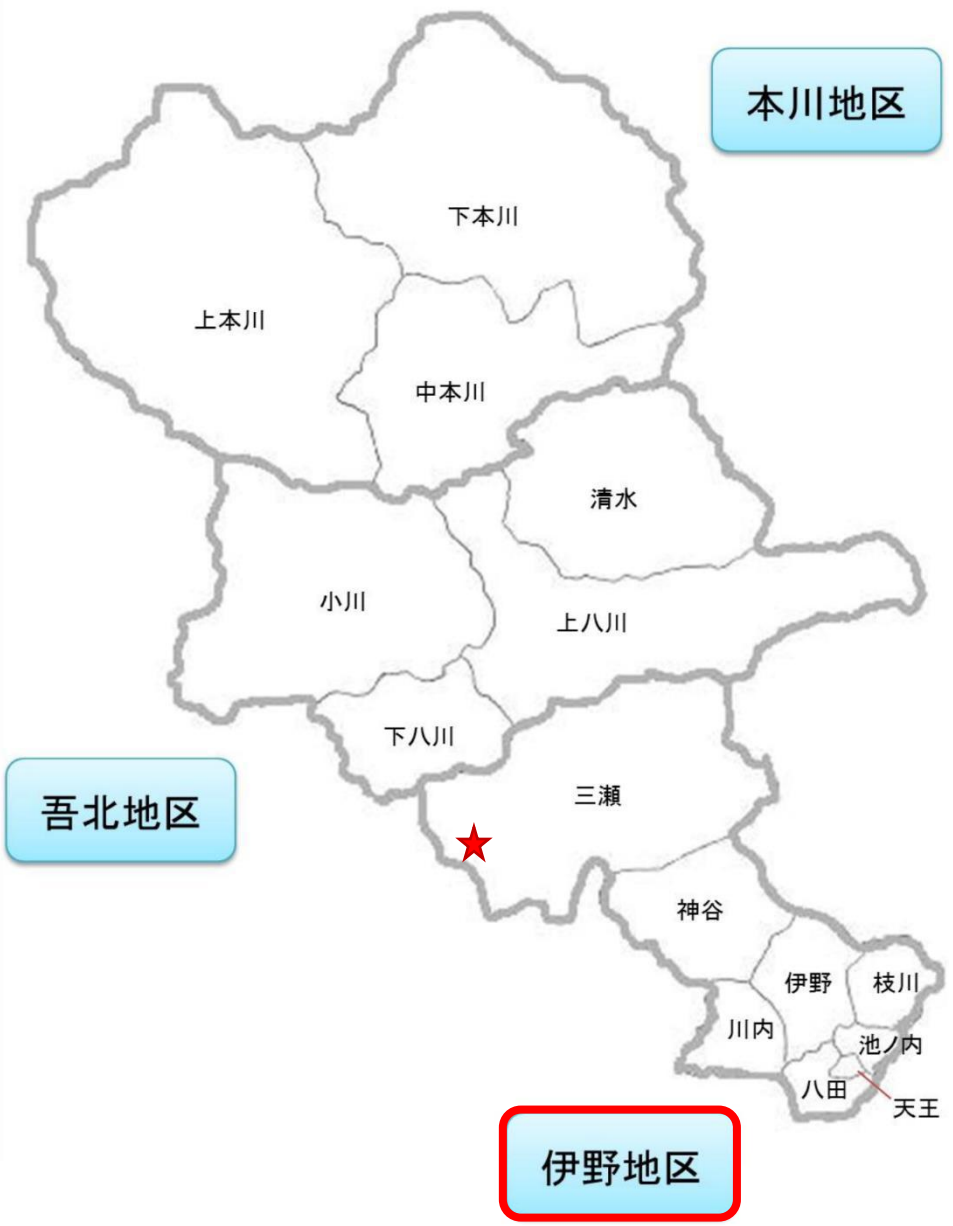 本川地区
下本川
上本川
中本川
清水
小川
上八川
下八川
吾北地区
三瀬
神谷
伊野
枝川
川内
池ノ内
八田
天王
伊野地区